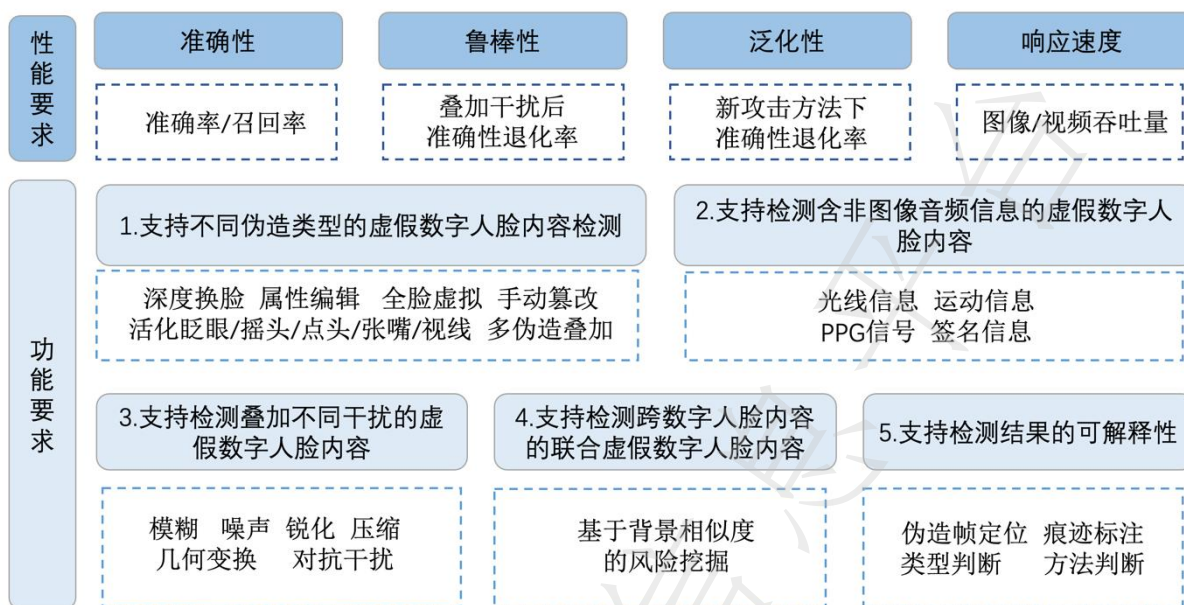 性能要求
准确性
鲁棒性
泛化性
响应速度
准确率/召回率
叠加干扰后
准确性退化率
新攻击方法下
准确性退化率
图像/视频吞吐量
功能要求
1.支持不同伪造类型的虚假数字人脸内容检测
2.支持检测含非图像音频信息的虚假数字人
脸内容
深度换脸 属性编辑 全脸虚拟 手动篡改
活化眨眼/摇头/点头/张嘴/视线 多伪造叠加
光线信息 运动信息
PPG信号 签名信息
3.支持检测叠加不同干扰的虚
假数字人脸内容
4.支持检测跨数字人脸内容
的联合虚假数字人脸内容
5.支持检测结果的可解释性
模糊 噪声 锐化 压缩
几何变换 对抗干扰
基于背景相似度
的风险挖掘
伪造帧定位 痕迹标注
类型判断 方法判断